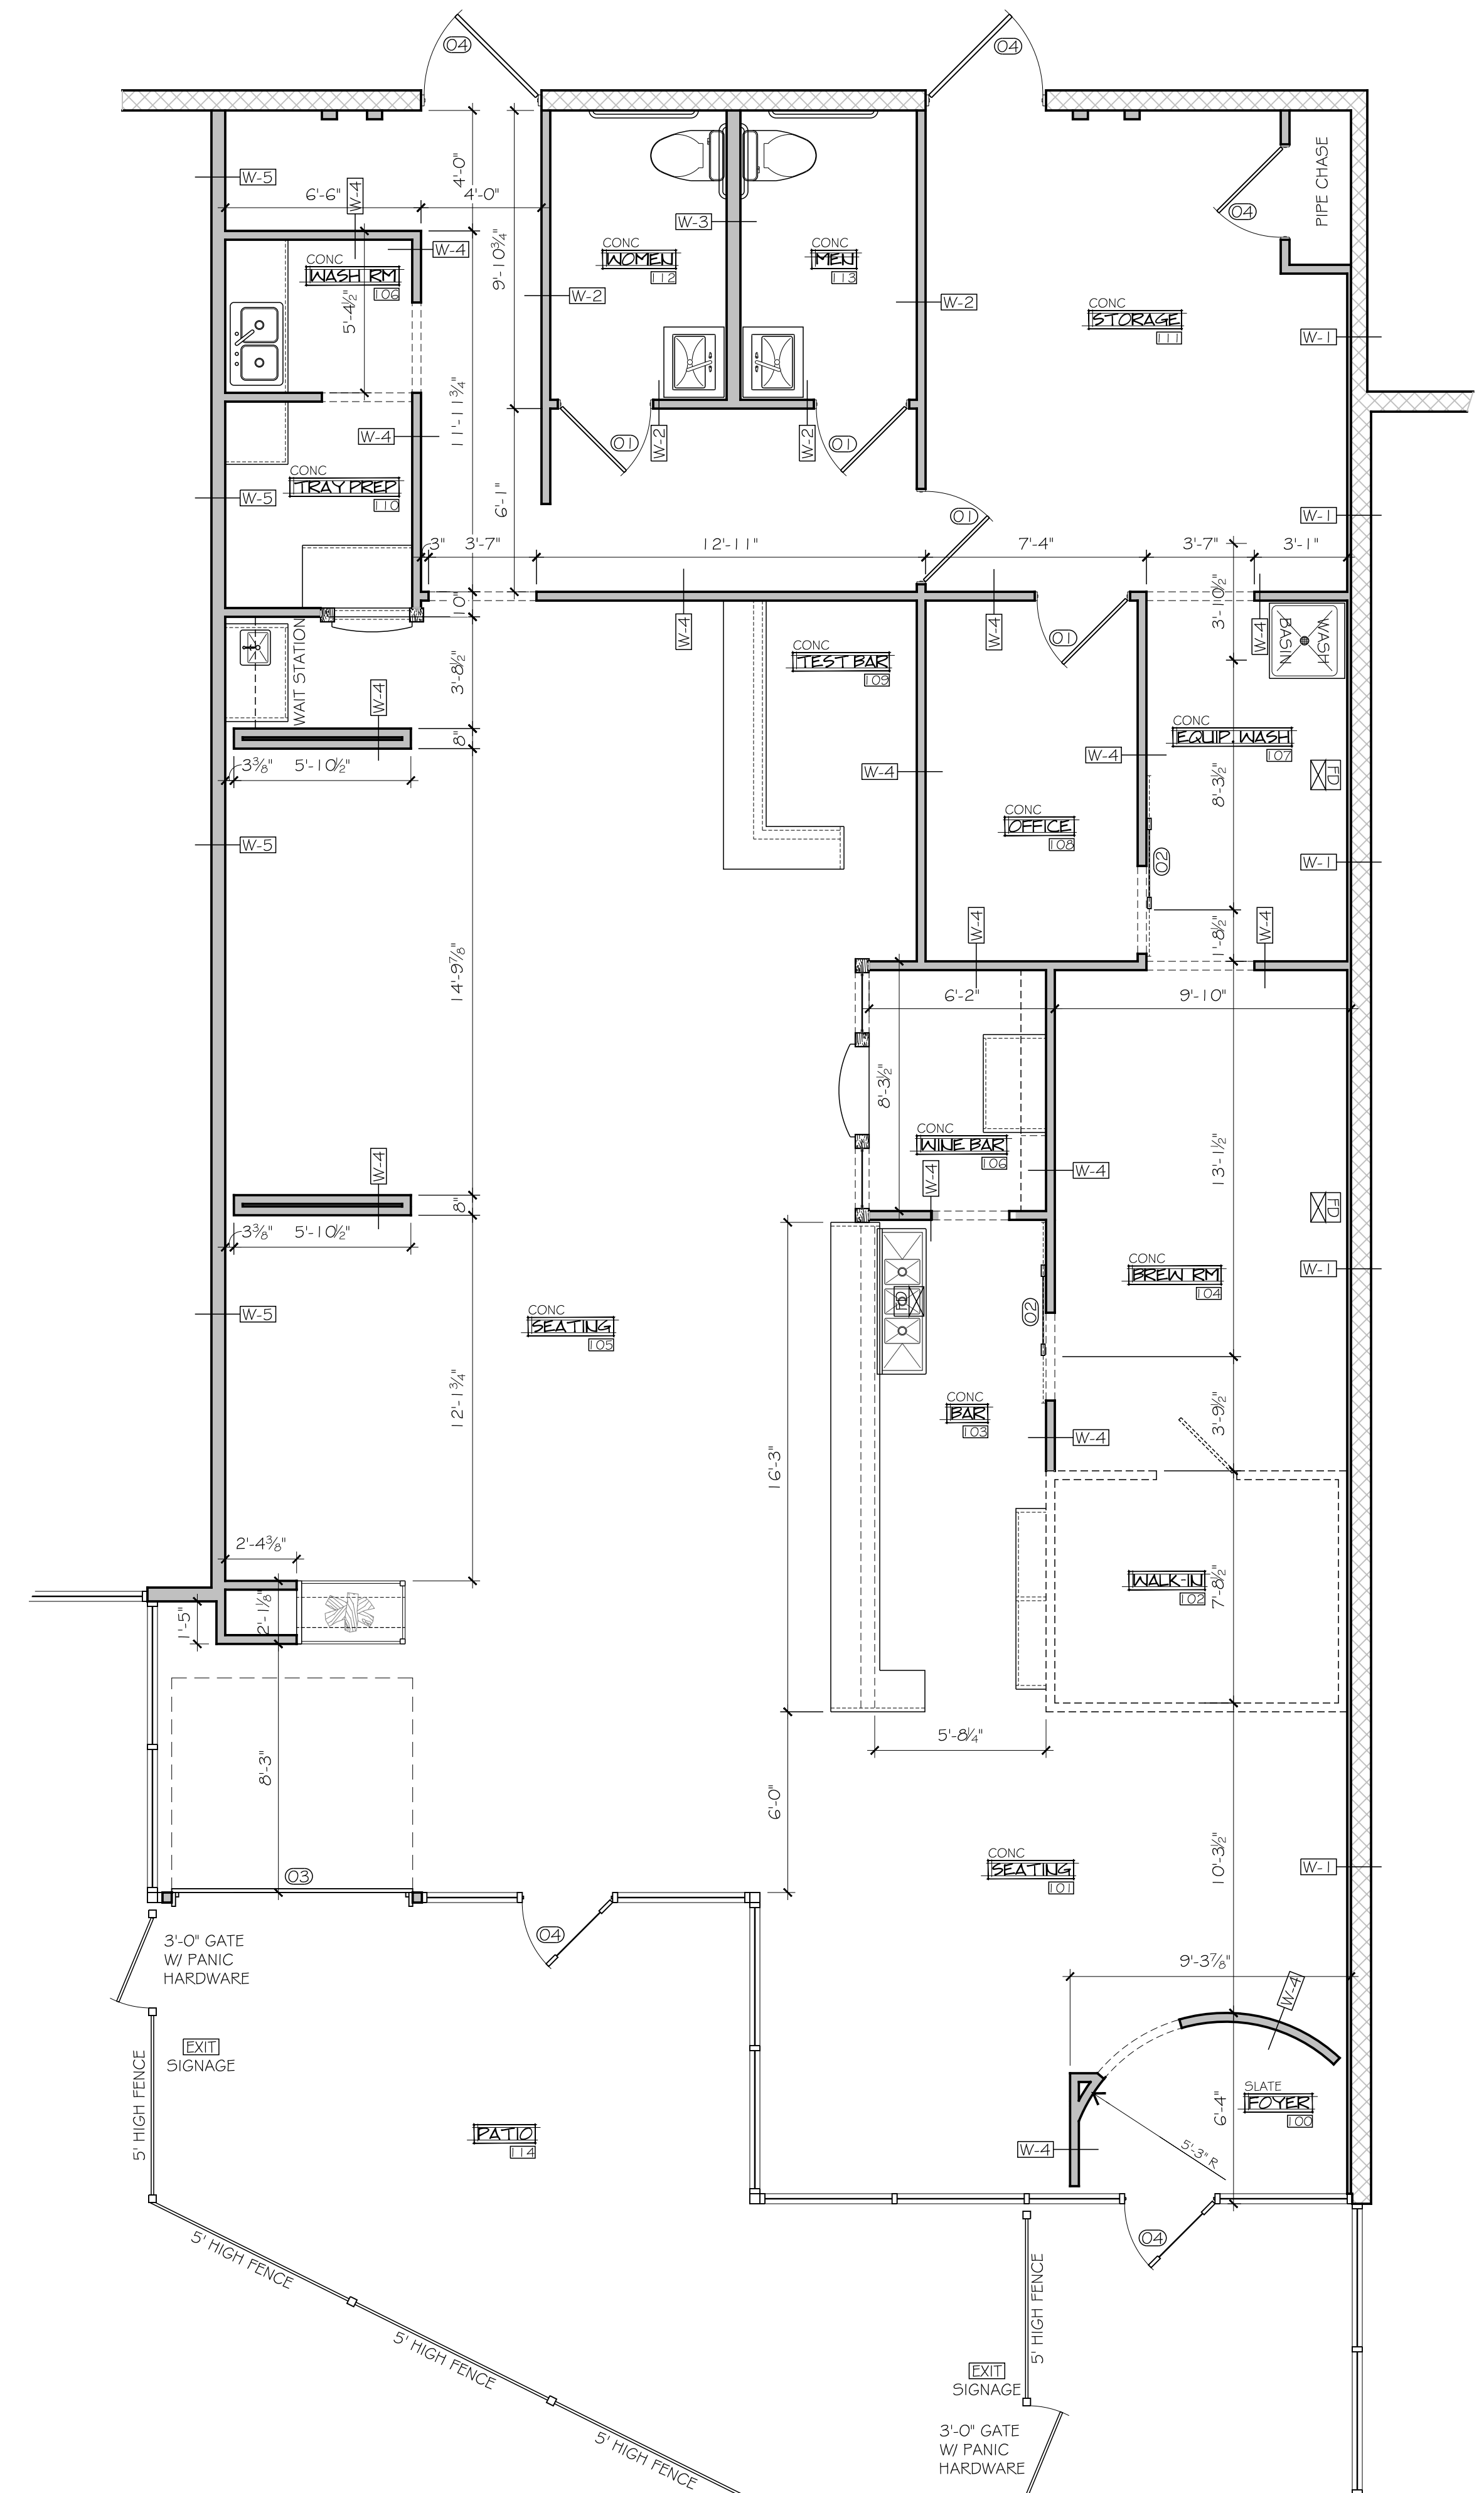 04
04
W-5
6'-6"
W-4
4'-0"
4'-0"
W-3
04
PIPE CHASE
CONC
WASH RM
106
W-4
9'-10¾"
CONC
WOMEN
112
CONC
MEN
113
5'-4½"
W-2
W-2
CONC
STORAGE
111
W-1
11'-11¾"
W-4
01
W-2
W-2
01
CONC
TRAY PREP
110
W-5
6'-1"
01
W-1
3"
3'-7"
12'-11"
7'-4"
3'-7"
3'-1"
10"
W-4
W-4
01
3'-10½"
W-4
WASH
BASIN
WAIT STATION
3'-8½"
CONC
TEST BAR
109
W-4
8"
CONC
EQUIP. WASH
107
W-4
3⅜"
5'-10½"
W-4
8'-3½"
FD
CONC
OFFICE
108
W-5
02
W-1
W-4
1'-8½"
W-4
14'-9⅞"
6'-2"
9'-10"
8'-3½"
CONC
WINE BAR
106
13'-1½"
W-4
W-4
W-4
8"
3⅜"
5'-10½"
FD
CONC
BREW RM
104
W-1
W-5
CONC
SEATING
105
FD
02
12'-1¾"
CONC
BAR
103
3'-9½"
W-4
16'-3"
2'-4⅜"
WALK-IN
102
7'-8½"
1'-5"
2'-1⅛"
5'-8¼"
8'-3"
6'-0"
CONC
SEATING
101
10'-3½"
W-1
03
04
3'-0" GATE
W/ PANIC
HARDWARE
9'-3⅞"
W-4
EXIT
SIGNAGE
5' HIGH FENCE
SLATE
FOYER
100
6'-4"
PATIO
114
W-4
5'-3" R
04
5' HIGH FENCE
5' HIGH FENCE
5' HIGH FENCE
EXIT
SIGNAGE
3'-0" GATE
W/ PANIC
HARDWARE
5' HIGH FENCE